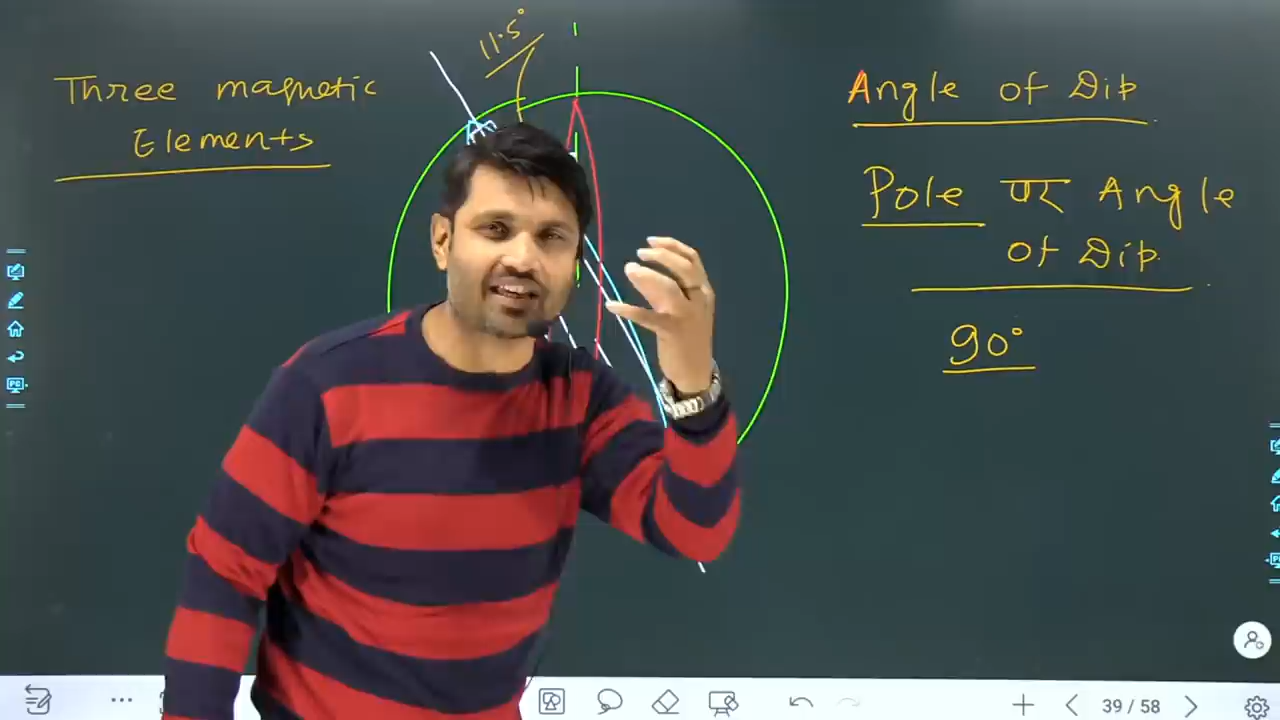 Three magnetic
Elements
11.5°
Angle of Dip
Pole पर Angle
of Dip
90°
39 / 58